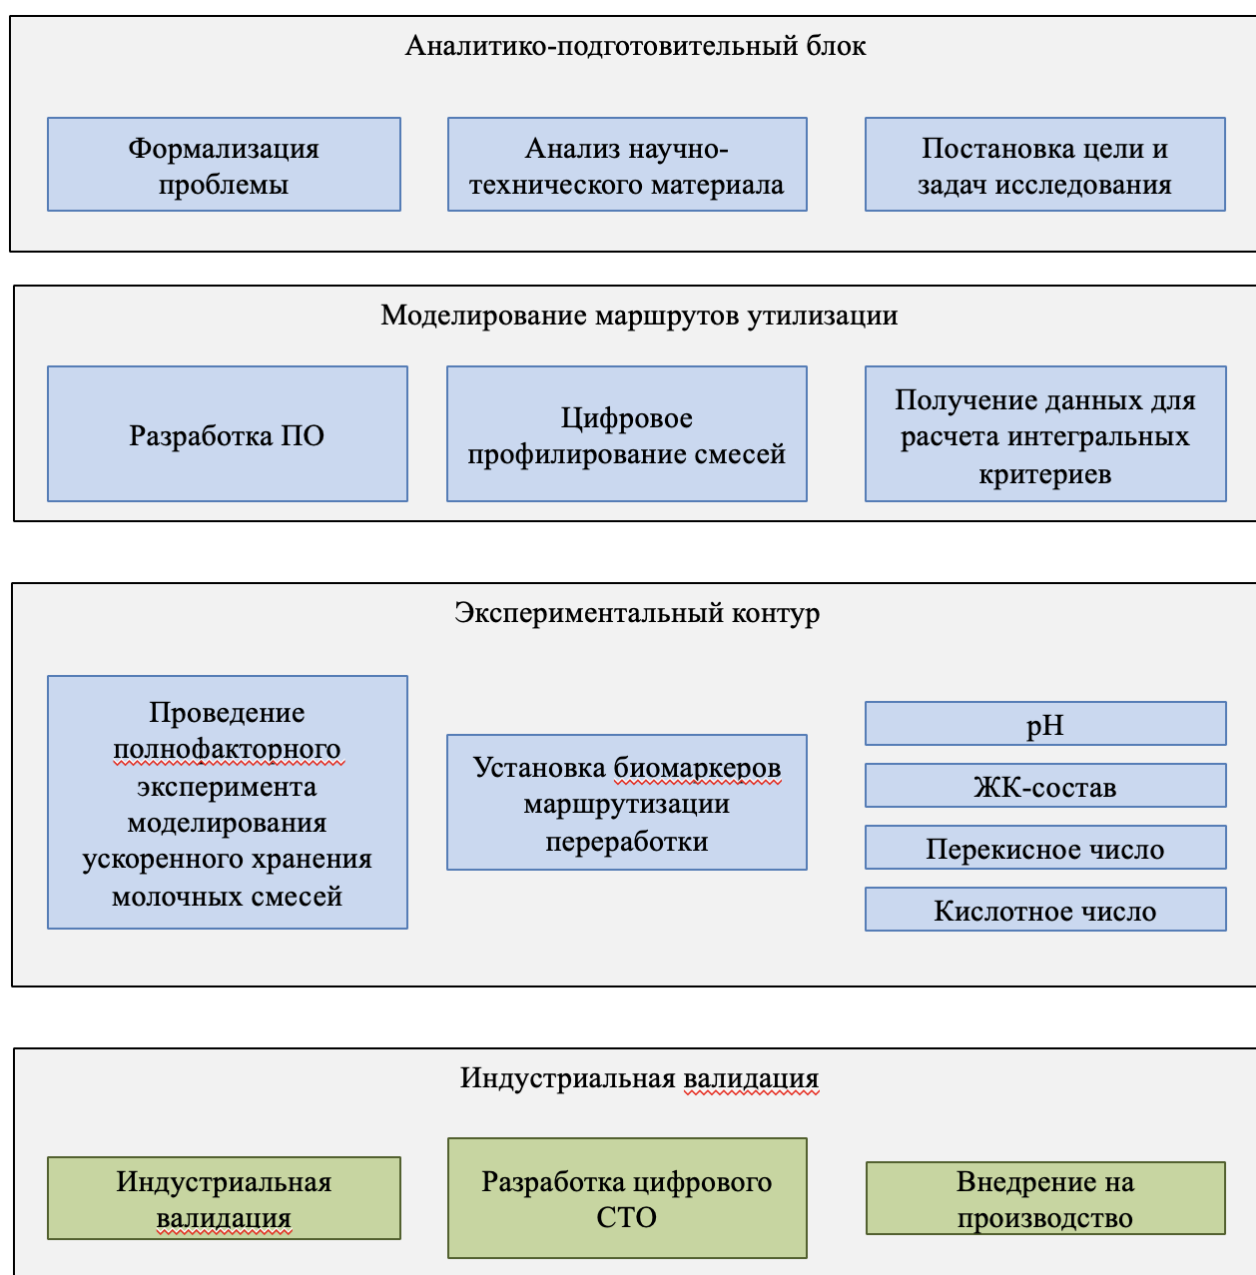 Аналитико-подготовительный блок
Формализация
проблемы
Анализ научно-
технического материала
Постановка цели и
задач исследования
Моделирование маршрутов утилизации
Разработка ПО
Цифровое
профилирование смесей
Получение данных для
расчета интегральных
критериев
Экспериментальный контур
Проведение
полнофакторного
эксперимента
моделирования
ускоренного хранения
молочных смесей
Установка биомаркеров
маршрутизации
переработки
pH
ЖК-состав
Перекисное число
Кислотное число
Индустриальная валидация
Индустриальная
валидация
Разработка цифрового
СТО
Внедрение на
производство